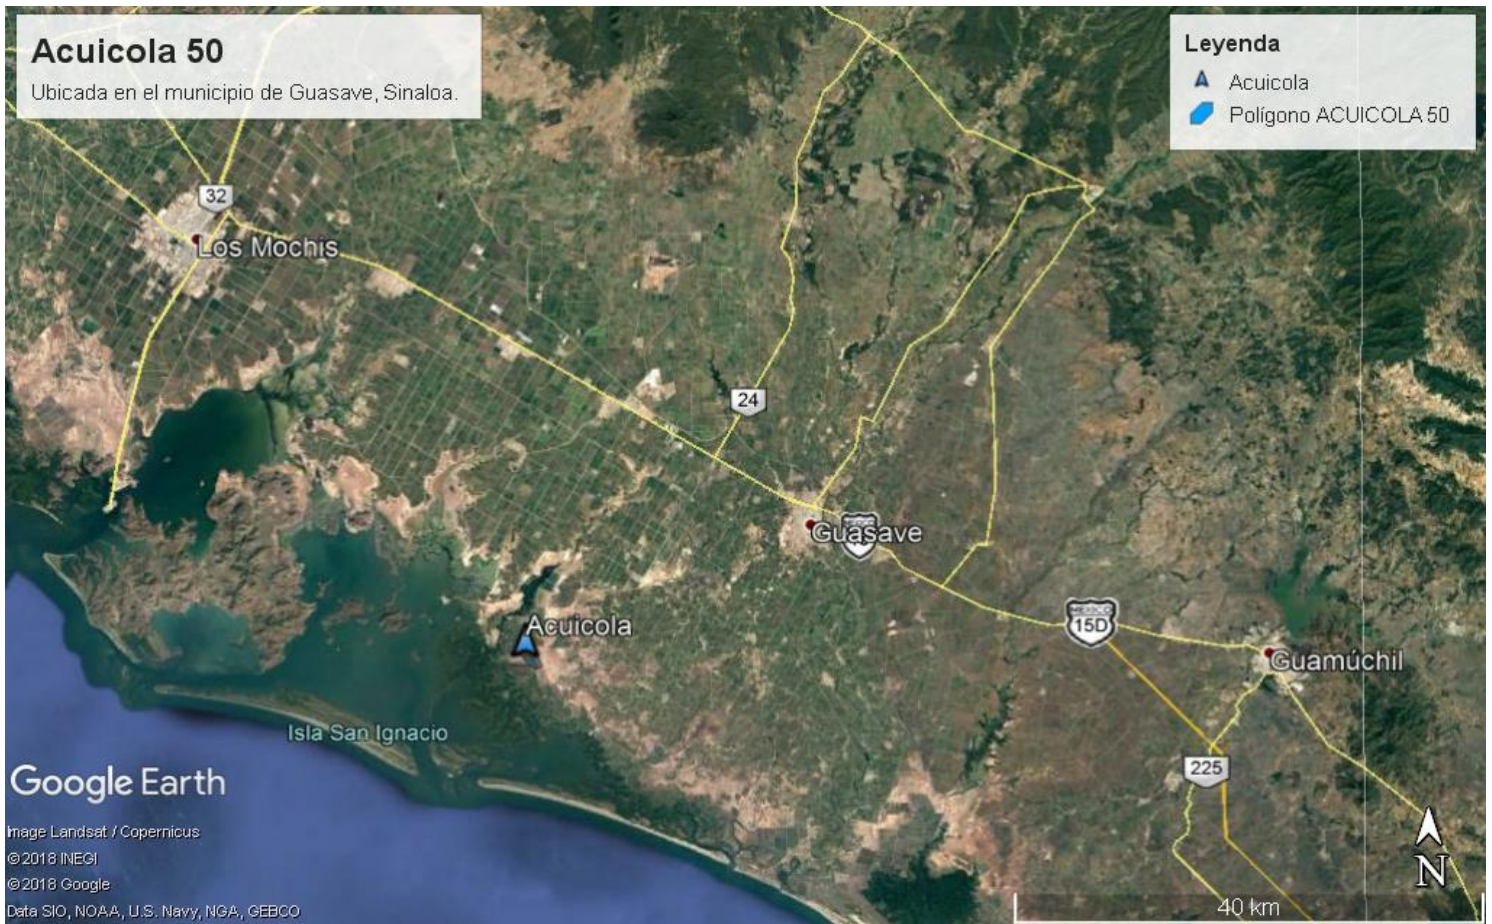 Acuicola 50
Ubicada en el municipio de Guasave, Sinaloa.
Leyenda
Acuicola
Polígono ACUICOLA 50
32
Los Mochis
24
Guasave
MEXICO
Acuicola
MEXICO
15D
Guamúchil
Isla San Ignacio
225
Google Earth
Image Landsat / Copernicus
© 2018 INEGI
© 2018 Google
Data SIO, NOAA, U.S. Navy, NGA, GEBCO
N
40 km